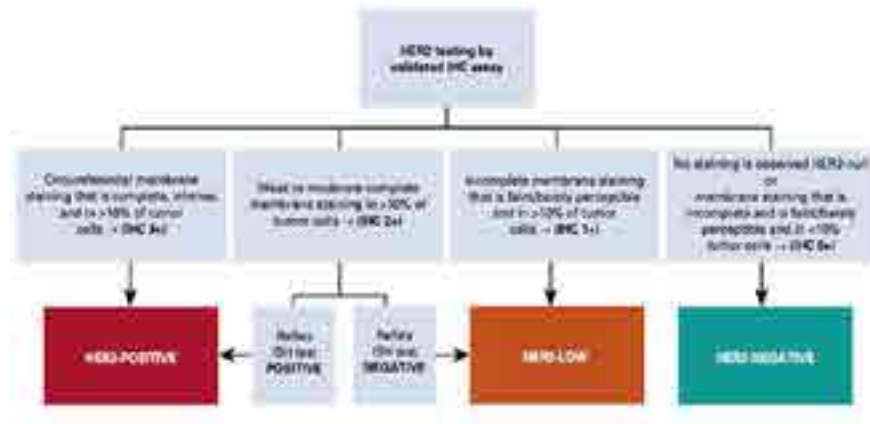 HER2 testing by
validated IHC assay
Circumferential membrane
staining that is complete, intense,
and in >10% of tumor
cells → (IHC 3+)
Weak to moderate complete
membrane staining in >10% of
tumor cells → (IHC 2+)
Incomplete membrane staining
that is faint/barely perceptible
and in >10% of tumor
cells → (IHC 1+)
No staining is observed HER2-null
or
membrane staining that is
incomplete and is faint/barely
perceptible and in <10%
tumor cells → (IHC 0+)
HER2-POSITIVE
Reflex
ISH test
POSITIVE
Reflex
ISH test
NEGATIVE
HER2-LOW
HER2-NEGATIVE